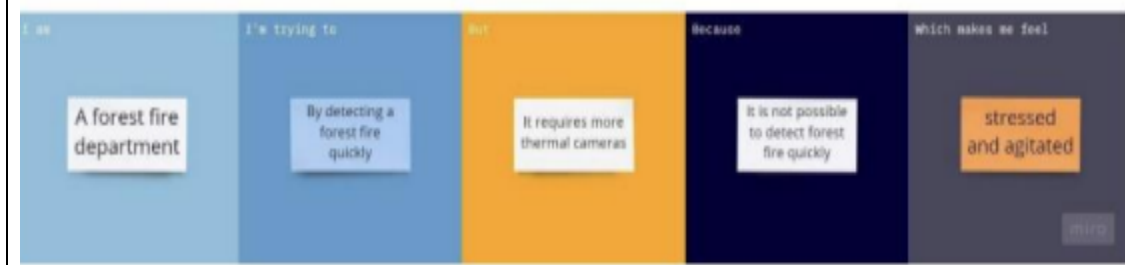 I am
A forest fire
department
I'm trying to
By detecting a
forest fire
quickly
But
It requires more
thermal cameras
Because
It is not possible
to detect forest
fire quickly
Which makes me feel
stressed
and agitated
miro